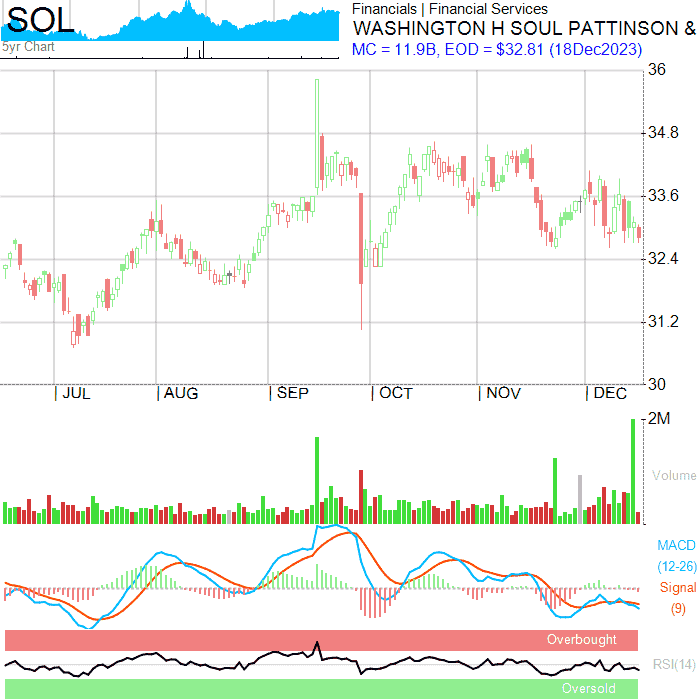 SOL
5yr Chart
Financials | Financial Services
WASHINGTON H SOUL PATTINSON &
MC = 11.9B, EOD = $32.81 (18Dec2023)
36
34.8
33.6
32.4
31.2
30
| JUL | AUG | SEP | OCT | NOV | DEC
2M
Volume
MACD
(12-26)
Signal
(9)
Overbought
RSI(14)
Oversold